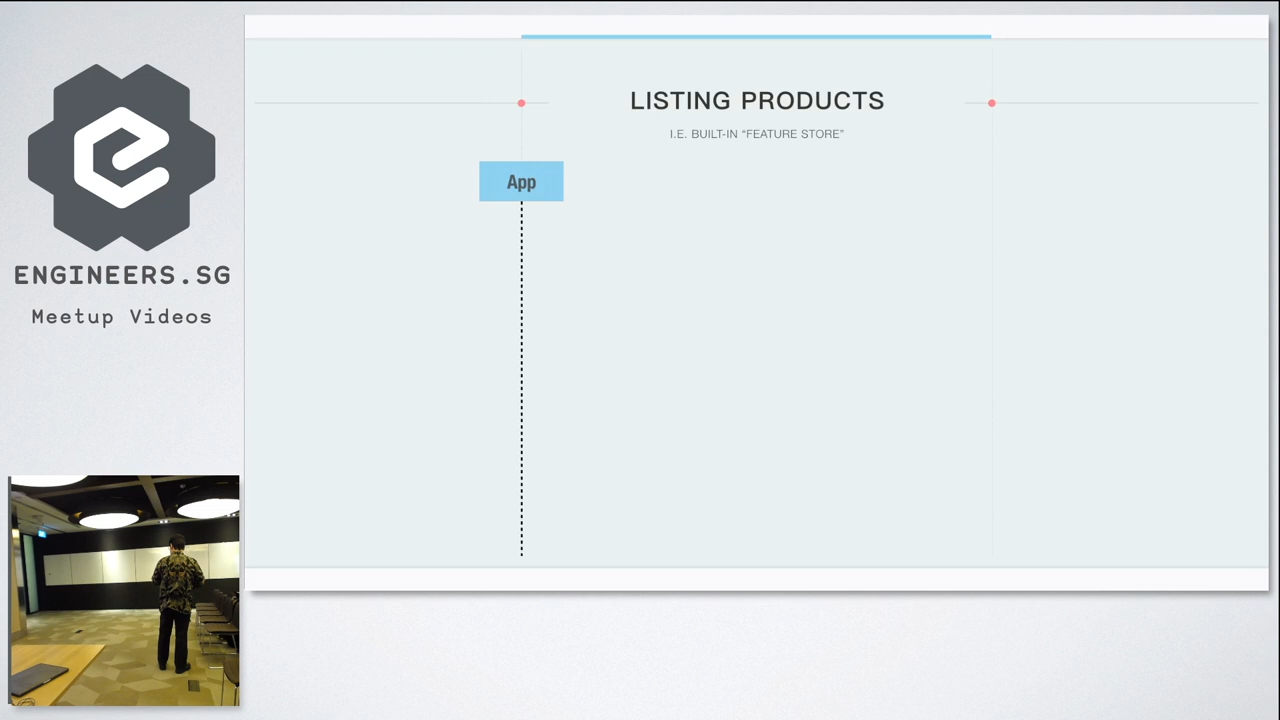 ENGINEERS.SG
Meetup Videos
LISTING PRODUCTS
I.E. BUILT-IN “FEATURE STORE”
App